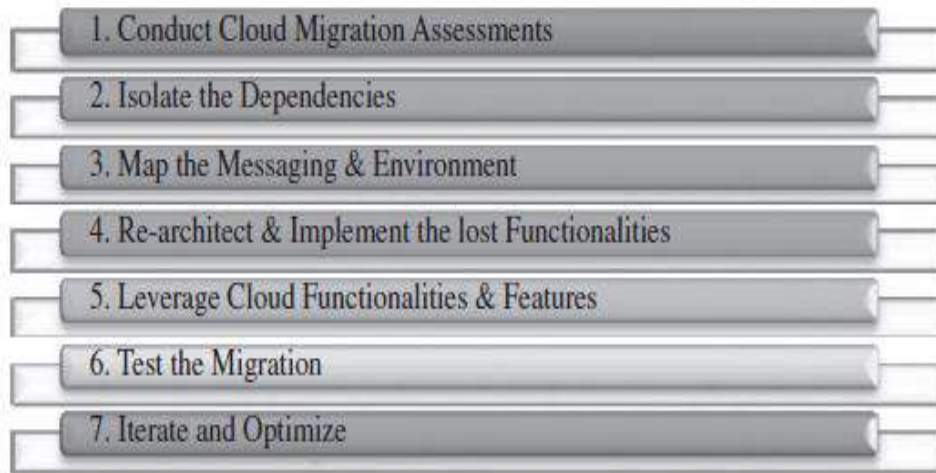 1. Conduct Cloud Migration Assessments
2. Isolate the Dependencies
3. Map the Messaging & Environment
4. Re-architect & Implement the lost Functionalities
5. Leverage Cloud Functionalities & Features
6. Test the Migration
7. Iterate and Optimize